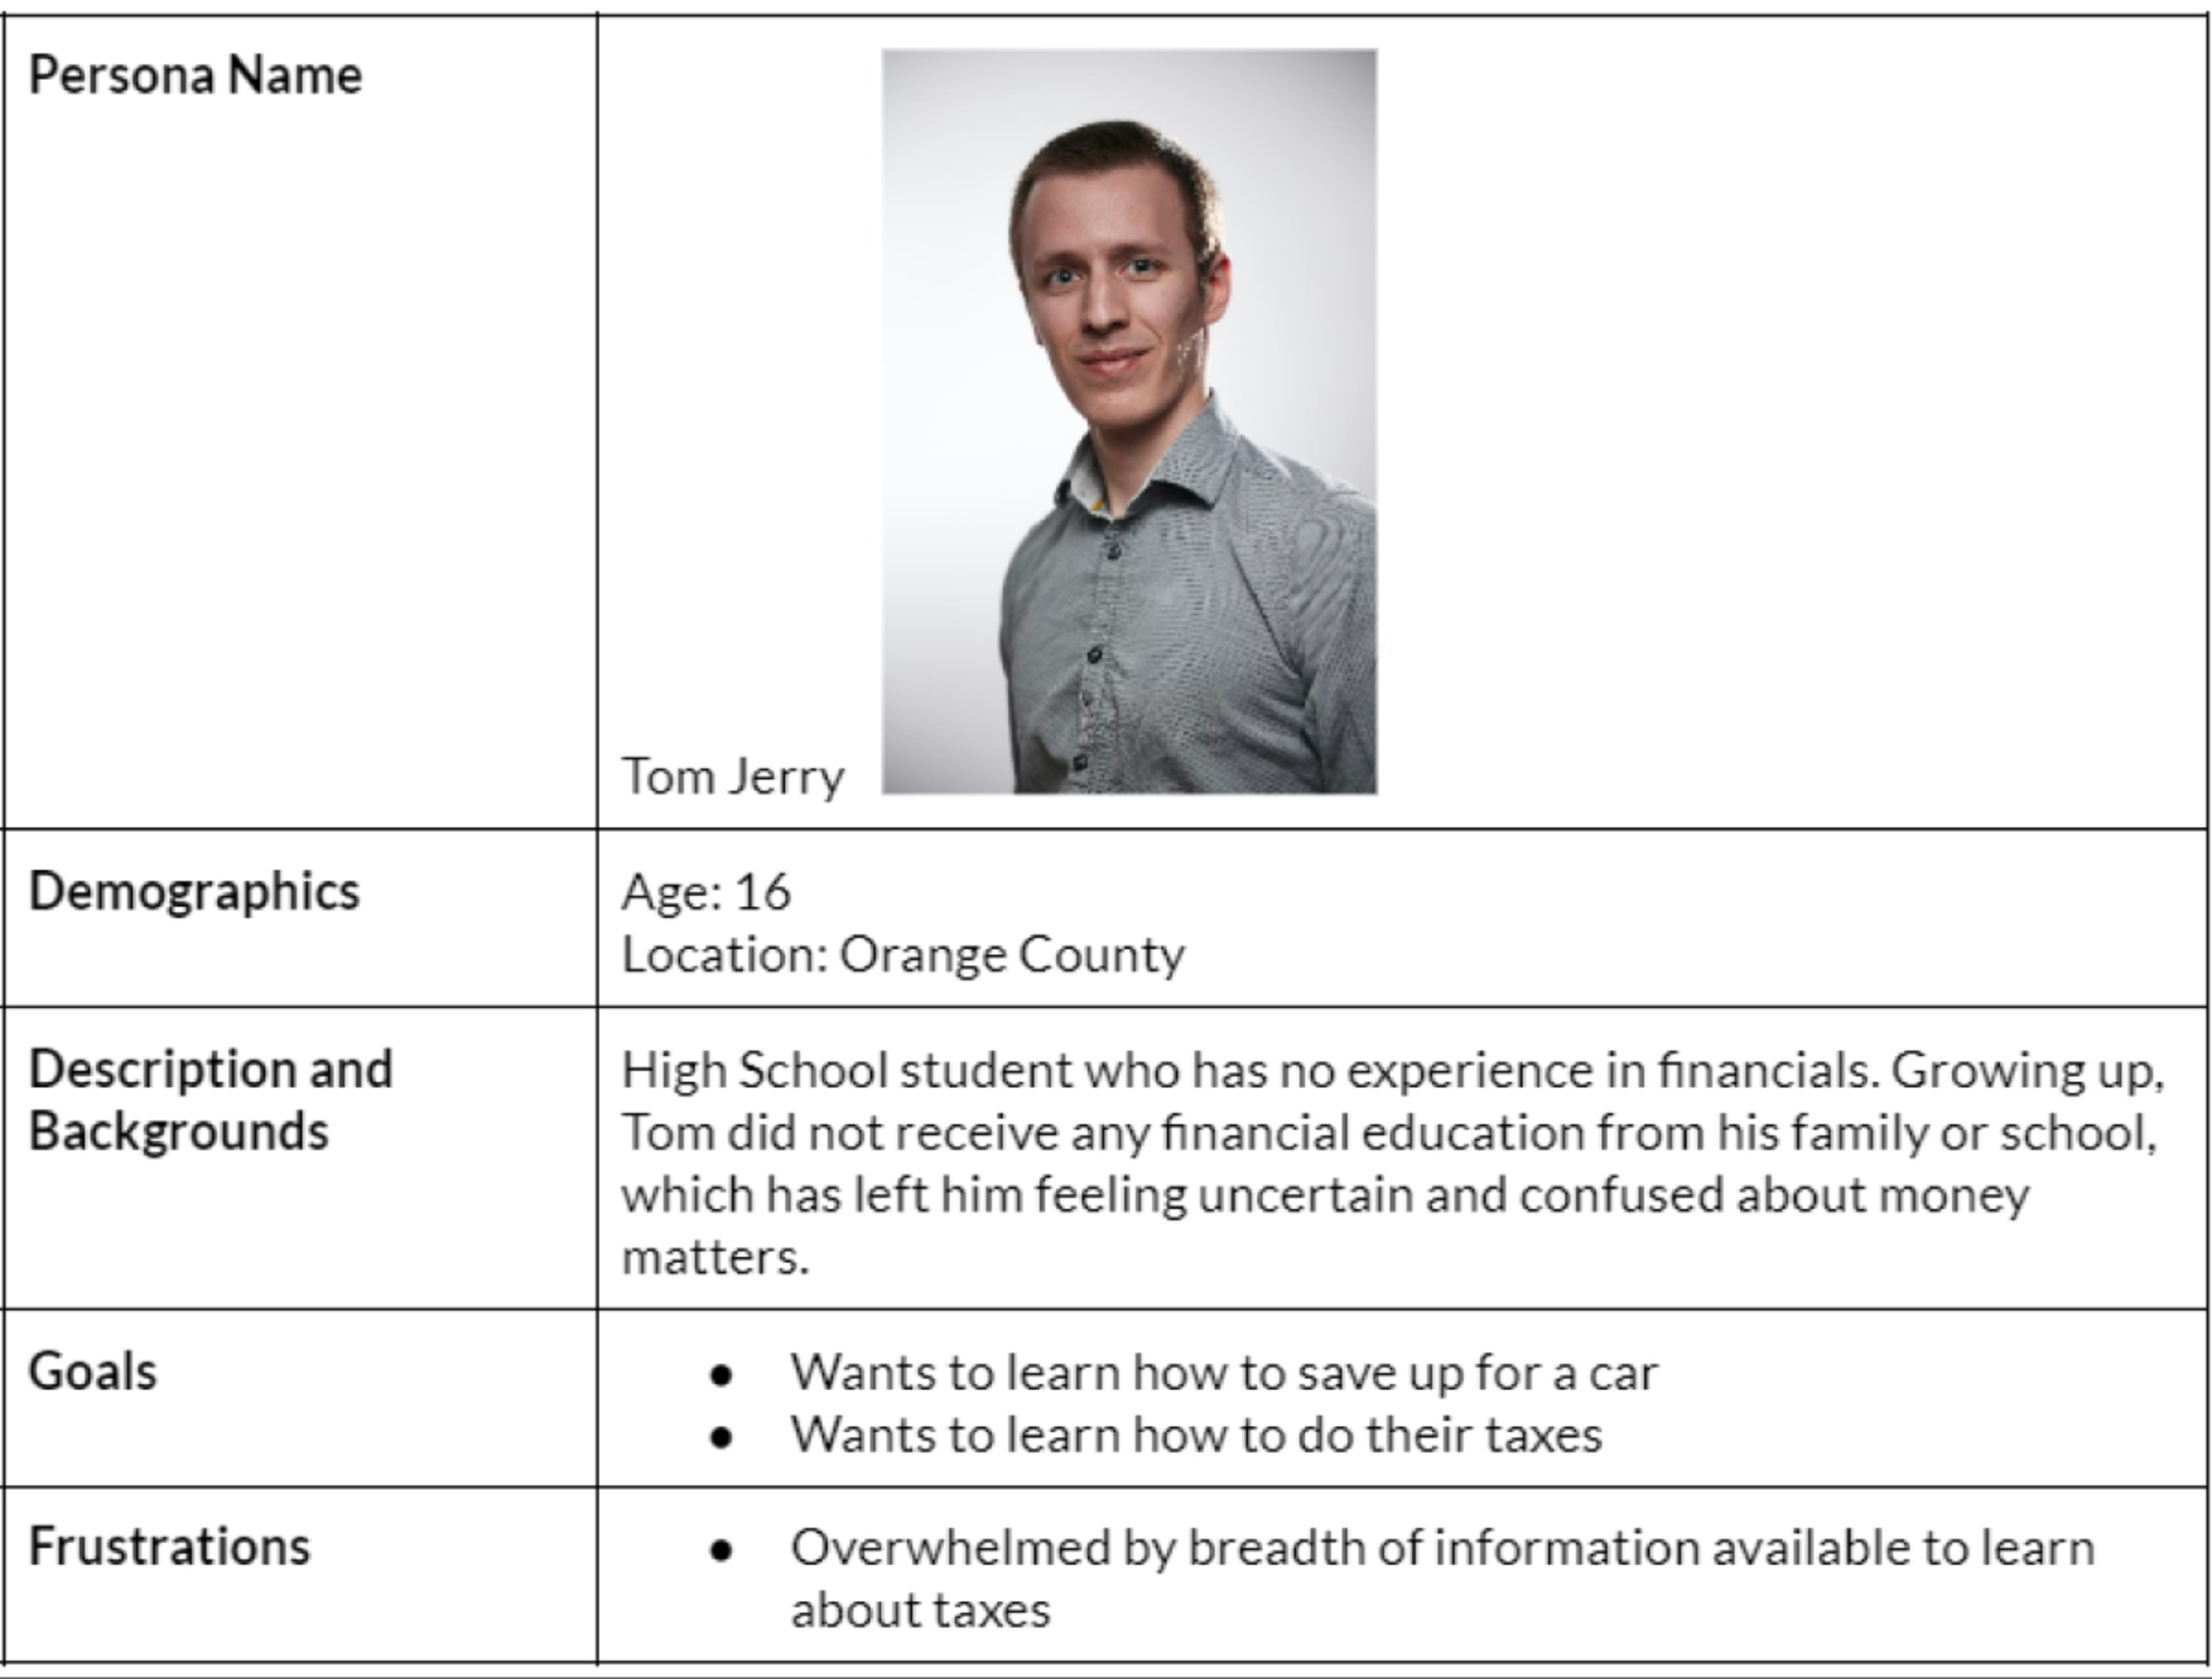 Persona Name
Tom Jerry
Demographics
Age: 16
Location: Orange County
Description and
Backgrounds
High School student who has no experience in financials. Growing up,
Tom did not receive any financial education from his family or school,
which has left him feeling uncertain and confused about money
matters.
Goals
● Wants to learn how to save up for a car
● Wants to learn how to do their taxes
Frustrations
● Overwhelmed by breadth of information available to learn
about taxes